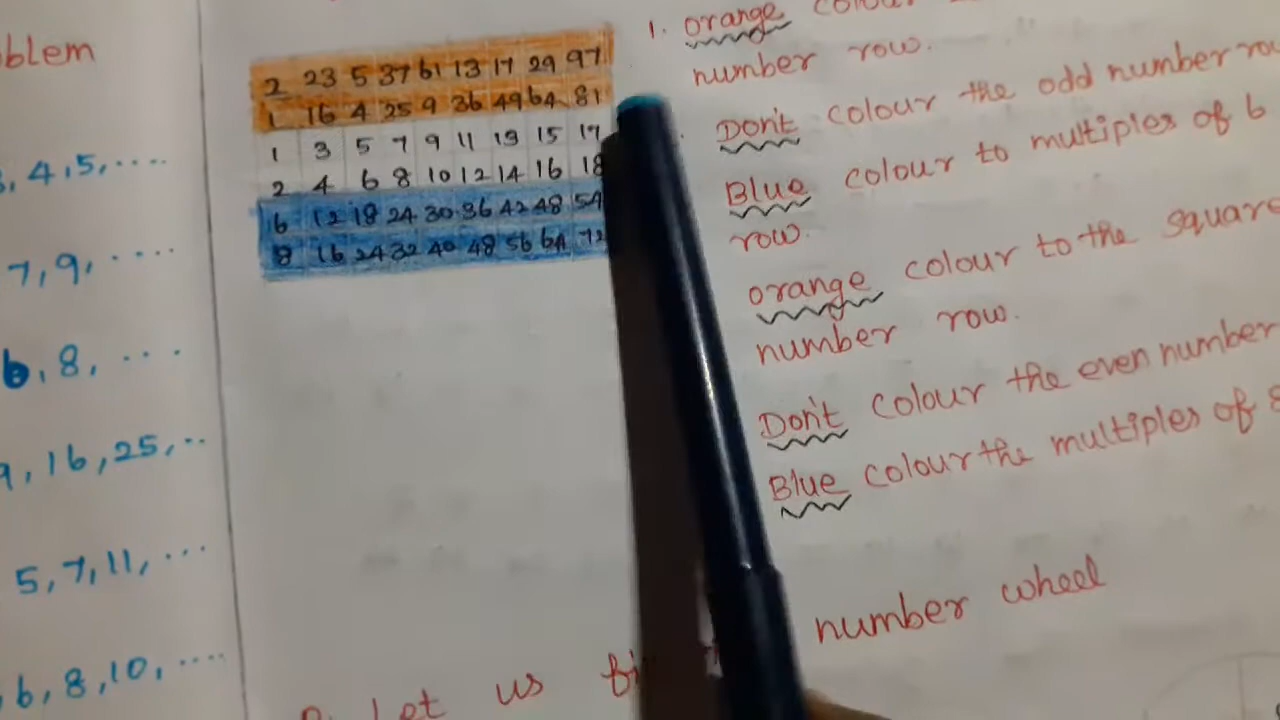 blem
4,5,....
7,9,....
6,8,...
16,25,..
5,7,11,...
6,8,10,....
2 23 5 37 61 13 17 29 97
1 16 4 25 9 36 49 64 81
1 3 5 7 9 11 13 15 17
2 4 6 8 10 12 14 16 18
6 12 18 24 30 36 42 48 54
8 16 24 32 40 48 56 64 72
1. orange
number row.
Don't colour the odd number
Blue colour to multiples of 6
row.
orange colour to the square
number row.
Don't colour the even number
Blue colour the multiples of
Let us
number wheel